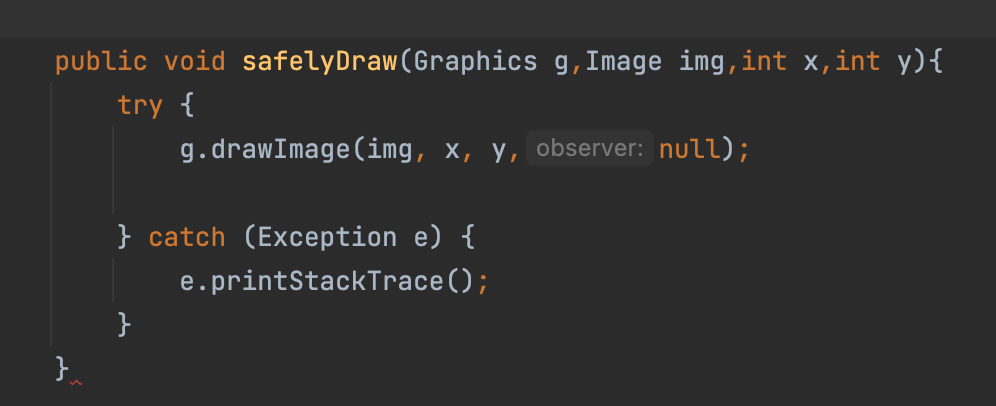 public void safelyDraw(Graphics g,Image img,int x,int y){
try {
g.drawImage(img, x, y, observer: null);
} catch (Exception e) {
e.printStackTrace();
}
}